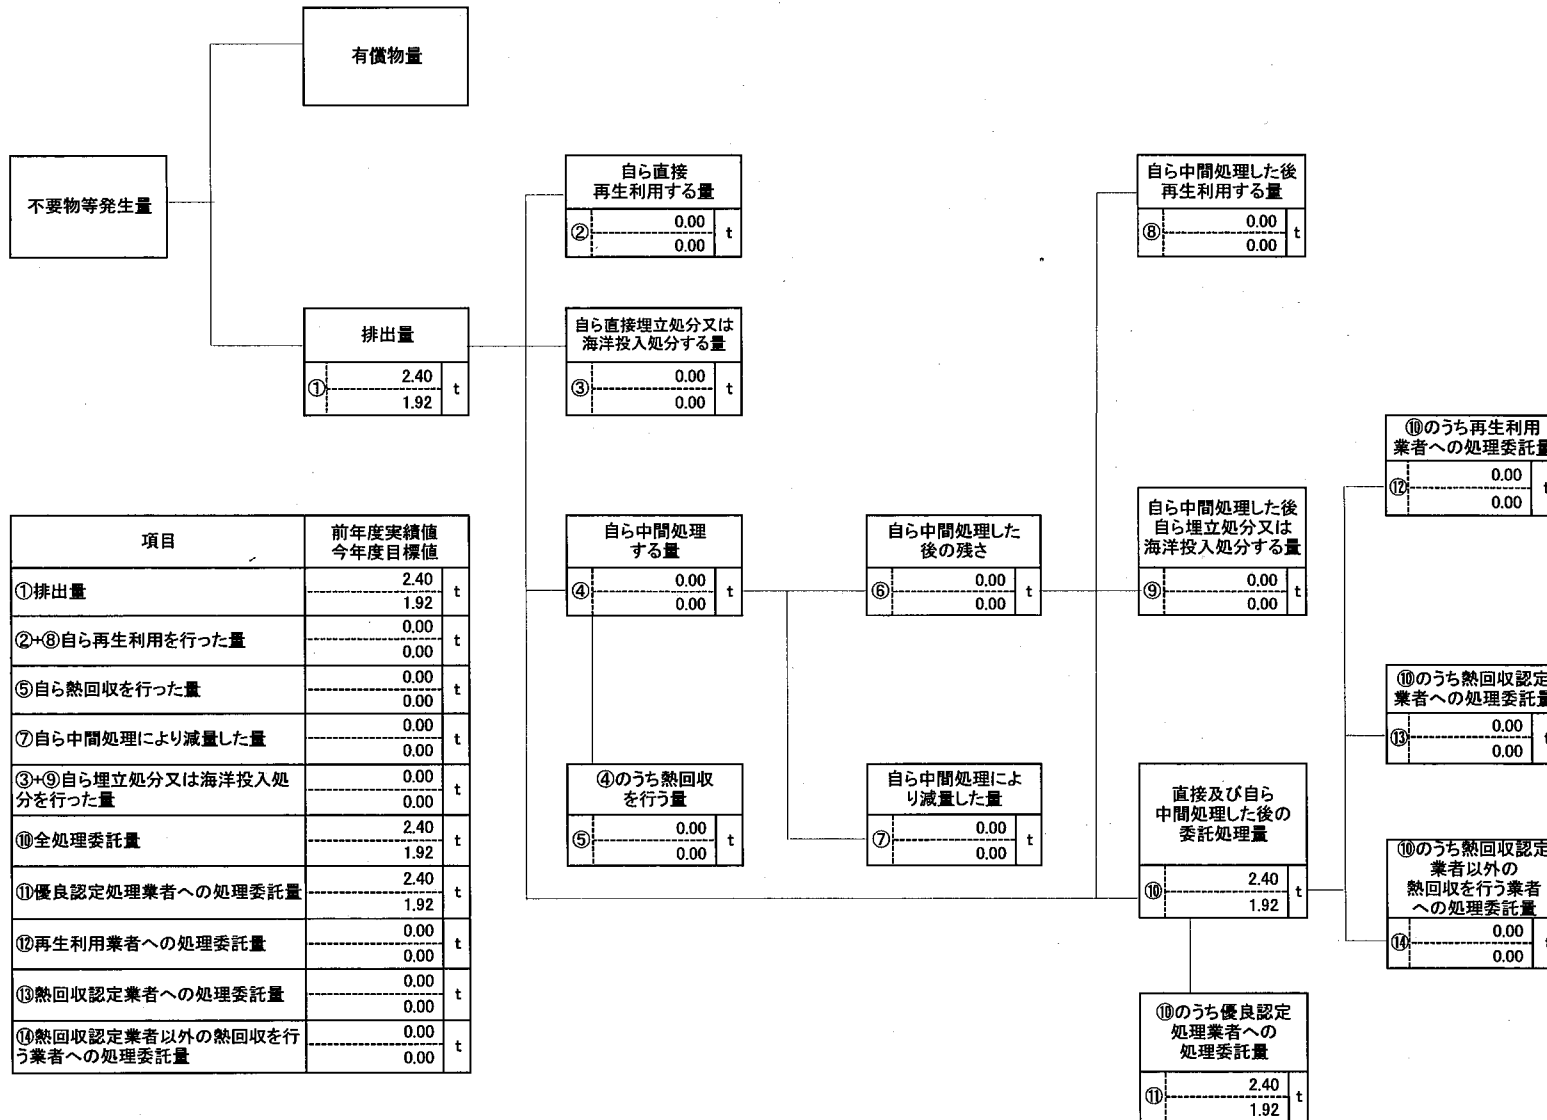 有償物量
不要物等発生量
排出量
① 2.40 t
1.92
自ら直接
再生利用する量
② 0.00 t
0.00
自ら直接埋立処分又は
海洋投入処分する量
③ 0.00 t
0.00
自ら中間処理した後
再生利用する量
⑧ 0.00 t
0.00
自ら中間処理
する量
④ 0.00 t
0.00
自ら中間処理した
後の残さ
⑥ 0.00 t
0.00
自ら中間処理した後
自ら埋立処分又は
海洋投入処分する量
⑨ 0.00 t
0.00
④のうち熱回収
を行う量
⑤ 0.00 t
0.00
自ら中間処理によ
り減量した量
⑦ 0.00 t
0.00
直接及び自ら
中間処理した後の
委託処理量
⑩ 2.40 t
1.92
⑩のうち優良認定
処理業者への
処理委託量
⑪ 2.40 t
1.92
⑩のうち再生利用
業者への処理委託量
⑫ 0.00 t
0.00
⑩のうち熱回収認定
業者への処理委託量
⑬ 0.00 t
0.00
⑩のうち熱回収認定
業者以外の
熱回収を行う業者
への処理委託量
⑭ 0.00 t
0.00
項目 前年度実績値
今年度目標値
①排出量 2.40 t
1.92
②+⑧自ら再生利用を行った量 0.00 t
0.00
⑤自ら熱回収を行った量 0.00 t
0.00
⑦自ら中間処理により減量した量 0.00 t
0.00
③+⑨自ら埋立処分又は海洋投入処 0.00 t
分を行った量 0.00
⑩全処理委託量 2.40 t
1.92
⑪優良認定処理業者への処理委託量 2.40 t
1.92
⑫再生利用業者への処理委託量 0.00 t
0.00
⑬熱回収認定業者への処理委託量 0.00 t
0.00
⑭熱回収認定業者以外の熱回収を行 0.00 t
う業者への処理委託量 0.00